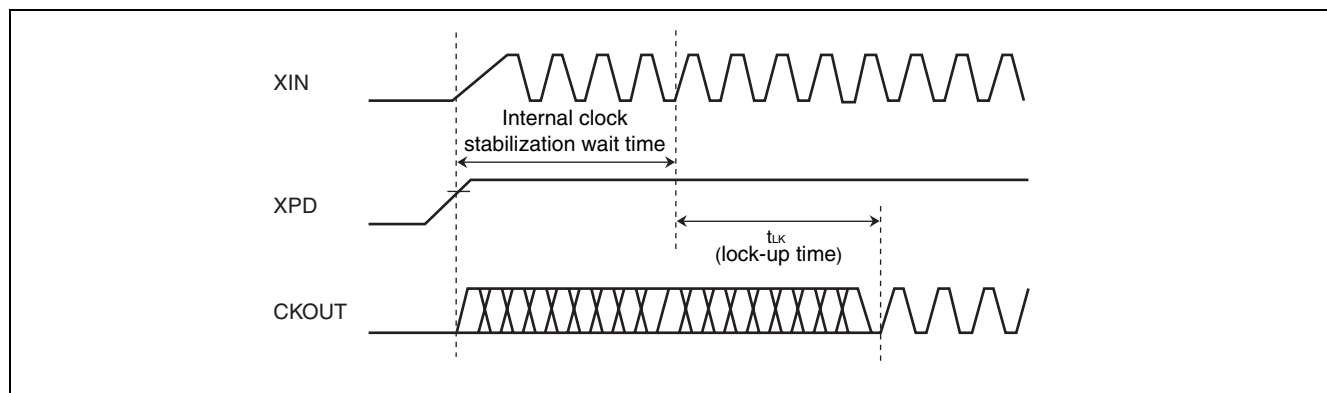 XIN
Internal clock
stabilization wait time
XPD
tLK
(lock-up time)
CKOUT